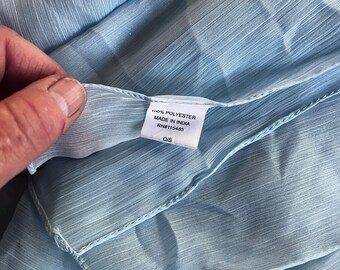 100% POLYESTER
MADE IN INDIA
RN#115485
O/S